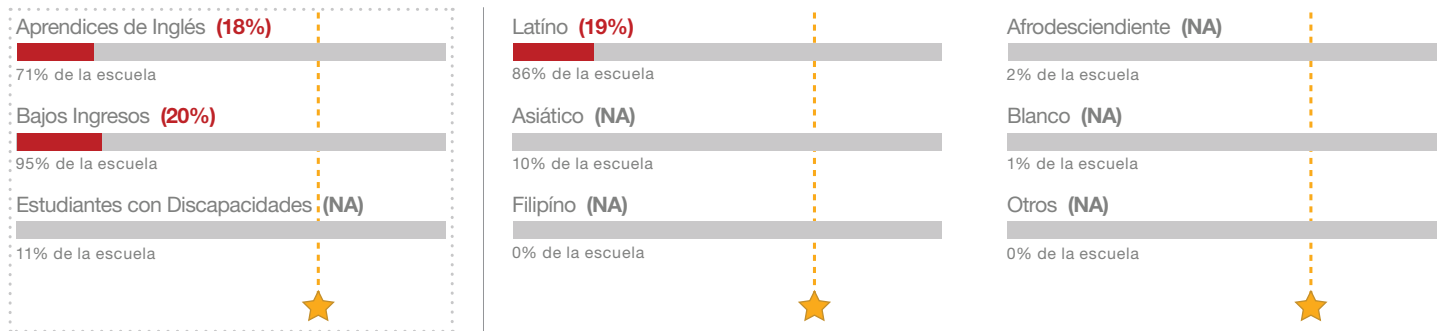 Aprendices de Inglés (18%)
71% de la escuela
Bajos Ingresos (20%)
95% de la escuela
Estudiantes con Discapacidades (NA)
11% de la escuela
Latíno (19%)
86% de la escuela
Asiático (NA)
10% de la escuela
Filipíno (NA)
0% de la escuela
Afrodesciendiente (NA)
2% de la escuela
Blanco (NA)
1% de la escuela
Otros (NA)
0% de la escuela